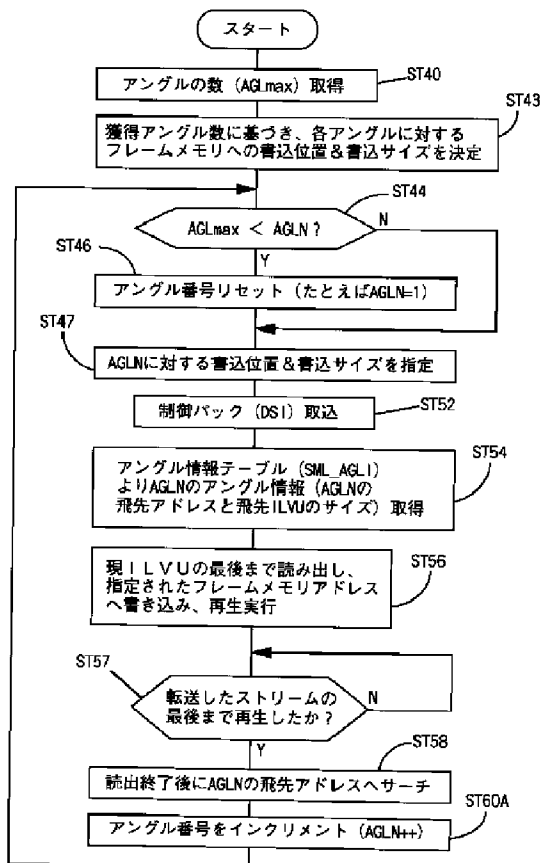 スタート
アングルの数 (AGLmax) 取得
ST40
獲得アングル数に基づき、各アングルに対する
フレームメモリへの書込位置&書込サイズを決定
ST43
AGLmax < AGLN?
ST44
N
Y
ST46
アングル番号リセット (たとえばAGLN=1)
ST47
AGLNに対する書込位置&書込サイズを指定
制御パック (DSI) 取込
ST52
アングル情報テーブル (SML_AGLI)
よりAGLNのアングル情報 (AGLNの
飛先アドレスと飛先ILVUのサイズ) 取得
ST54
現ILVUの最後まで読み出し、
指定されたフレームメモリアドレス
へ書き込み、再生実行
ST56
ST57
転送したストリームの
最後まで再生したか?
N
Y
ST58
読出終了後にAGLNの飛先アドレスへサーチ
ST60A
アングル番号をインクリメント (AGLN++)